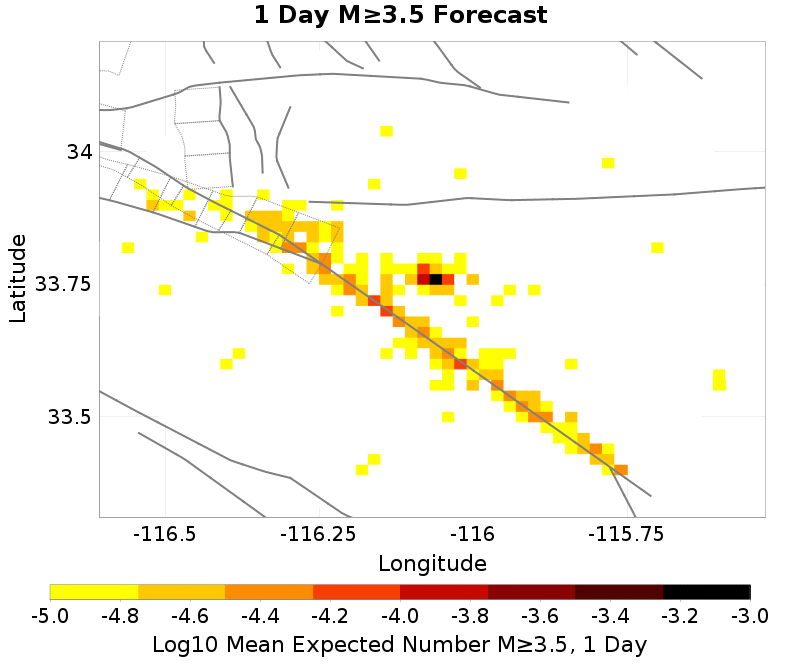 1 Day M≥3.5 Forecast
34
33.75
33.5
Latitude
-116.5 -116.25 -116 -115.75
Longitude
-5.0 -4.8 -4.6 -4.4 -4.2 -4.0 -3.8 -3.6 -3.4 -3.2 -3.0
Log10 Mean Expected Number M≥3.5, 1 Day